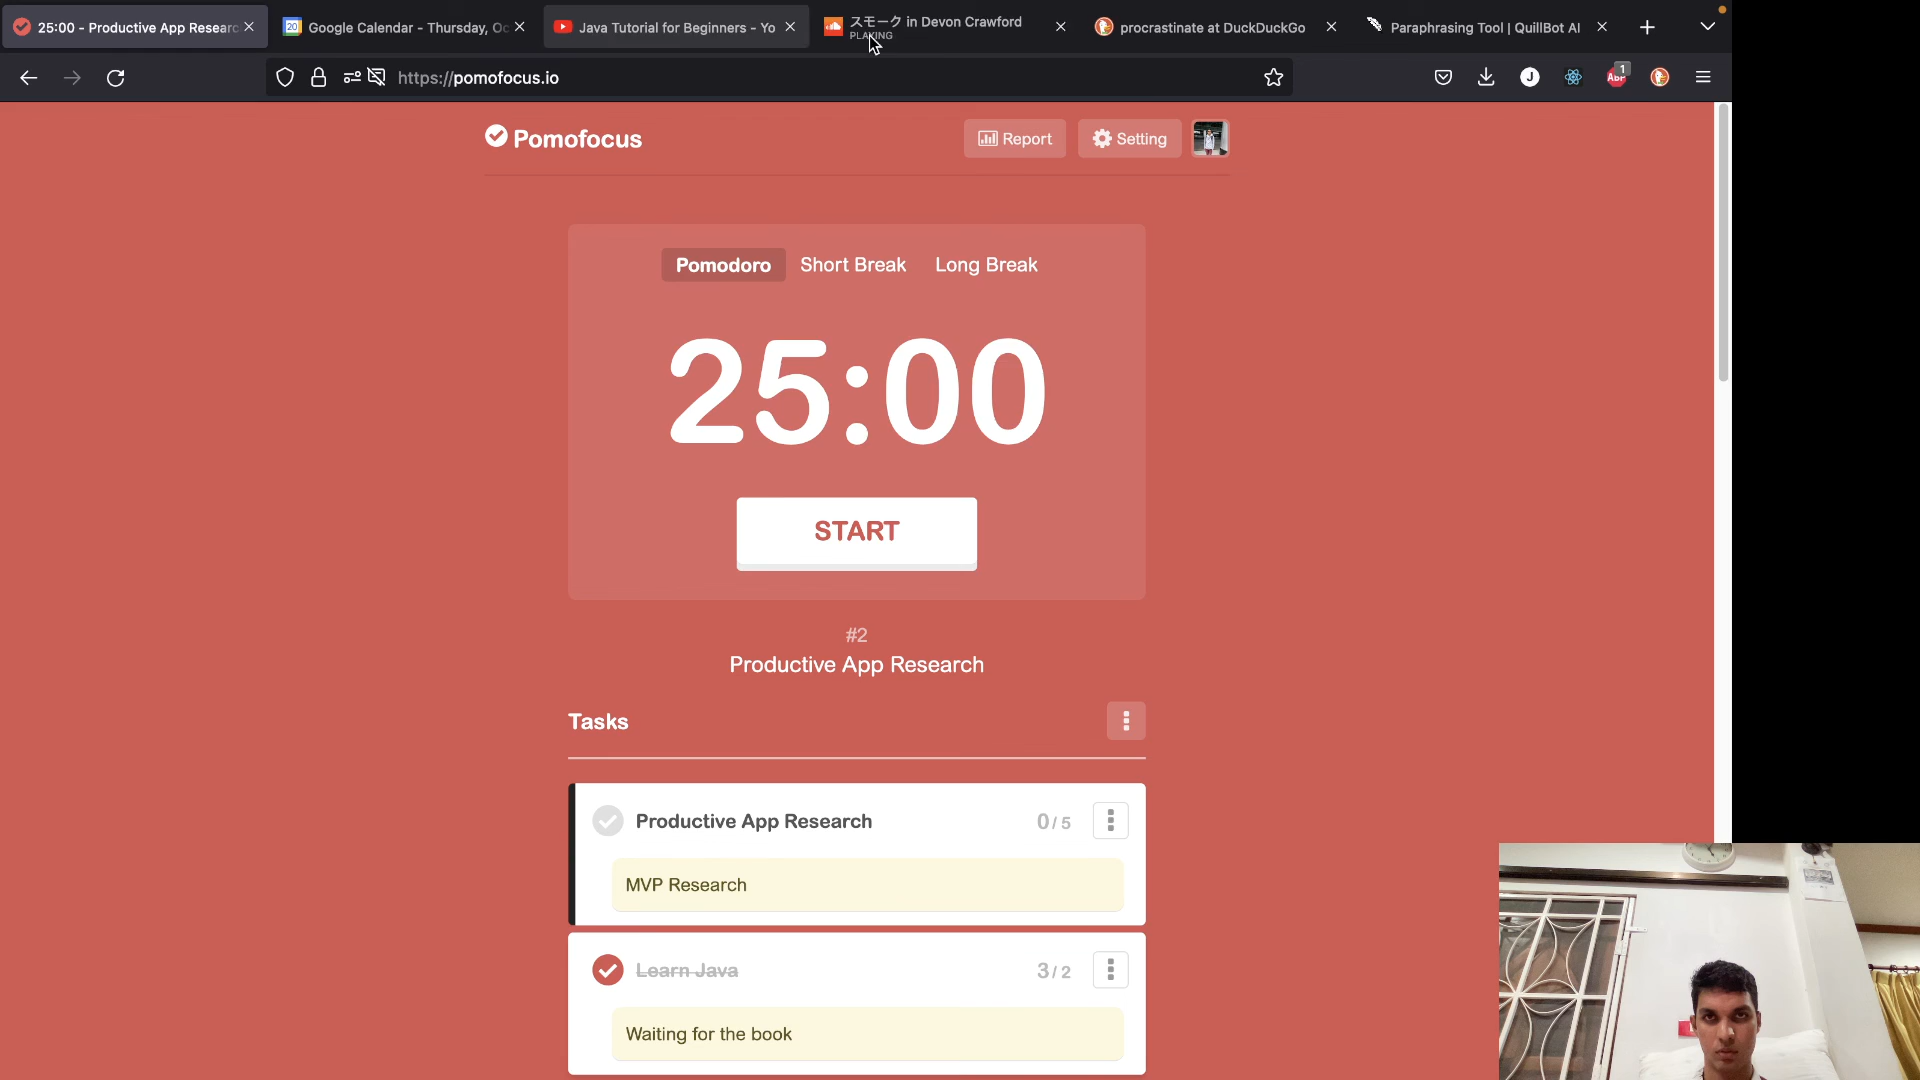 25:00 - Productive App Researc
Google Calendar - Thursday, Oc
Java Tutorial for Beginners - Yo
スモーク in Devon Crawford
PLAYING
procrastinate at DuckDuckGo
Paraphrasing Tool | QuillBot AI
https://pomofocus.io
J
ABP
1
Pomofocus
Report
Setting
Pomodoro
Short Break
Long Break
25:00
START
#2
Productive App Research
Tasks
Productive App Research
0/5
MVP Research
Learn Java
3/2
Waiting for the book